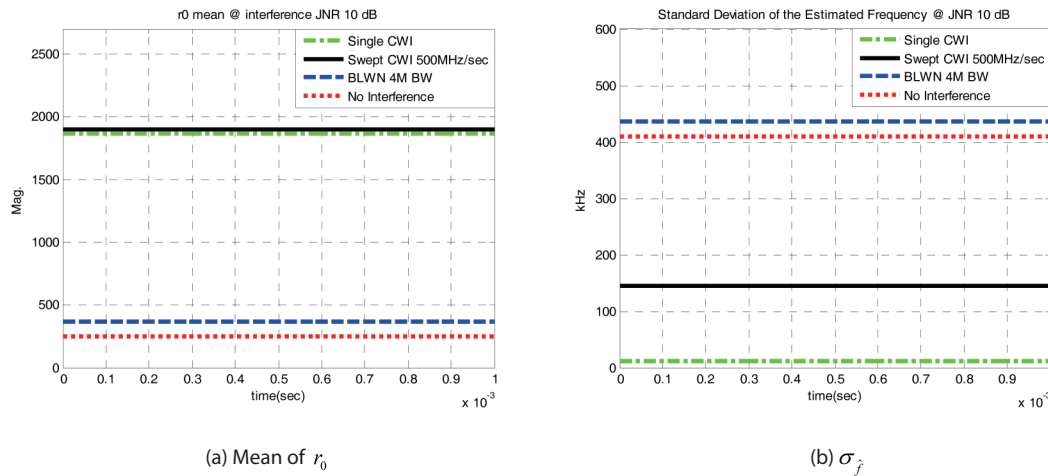 r0 mean @ interference JNR 10 dB
Single CWI
Swept CWI 500MHz/sec
BLWN 4M BW
No Interference
2500
2000
1500
1000
500
0
Mag.
0 0.1 0.2 0.3 0.4 0.5 0.6 0.7 0.8 0.9 1
time(sec)
x 10⁻³
(a) Mean of r₀
Standard Deviation of the Estimated Frequency @ JNR 10 dB
Single CWI
Swept CWI 500MHz/sec
BLWN 4M BW
No Interference
600
500
400
300
200
100
0
kHz
0 0.1 0.2 0.3 0.4 0.5 0.6 0.7 0.8 0.9
time(sec)
x 10⁻³
(b) σ_f̂